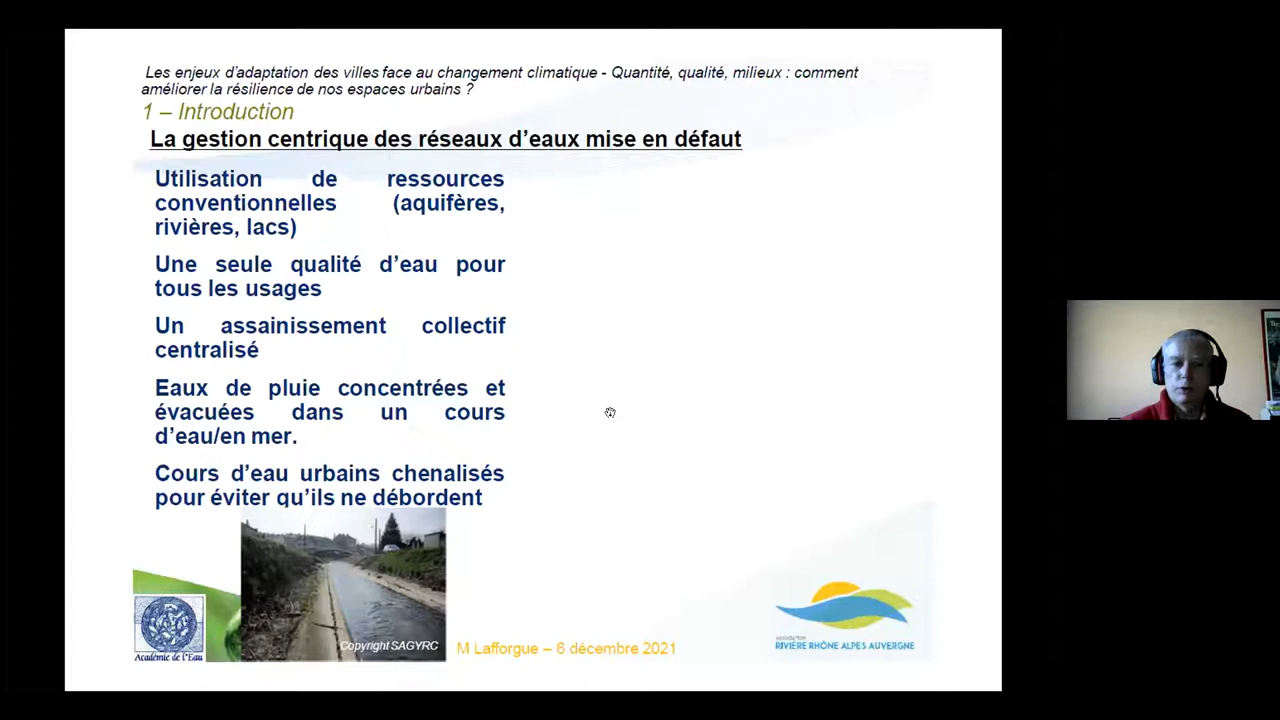 Les enjeux d'adaptation des villes face au changement climatique - Quantité, qualité, milieux : comment
améliorer la résilience de nos espaces urbains ?
1 – Introduction
La gestion centrique des réseaux d'eaux mise en défaut
Utilisation de ressources
conventionnelles (aquifères,
rivières, lacs)
Une seule qualité d'eau pour
tous les usages
Un assainissement collectif
centralisé
Eaux de pluie concentrées et
évacuées dans un cours
d'eau/en mer.
Cours d'eau urbains chenalisés
pour éviter qu'ils ne débordent
Copyright SAGYRC
Académie de l'Eau
M Lafforgue – 6 décembre 2021
association
RIVIÈRE RHÔNE ALPES AUVERGNE